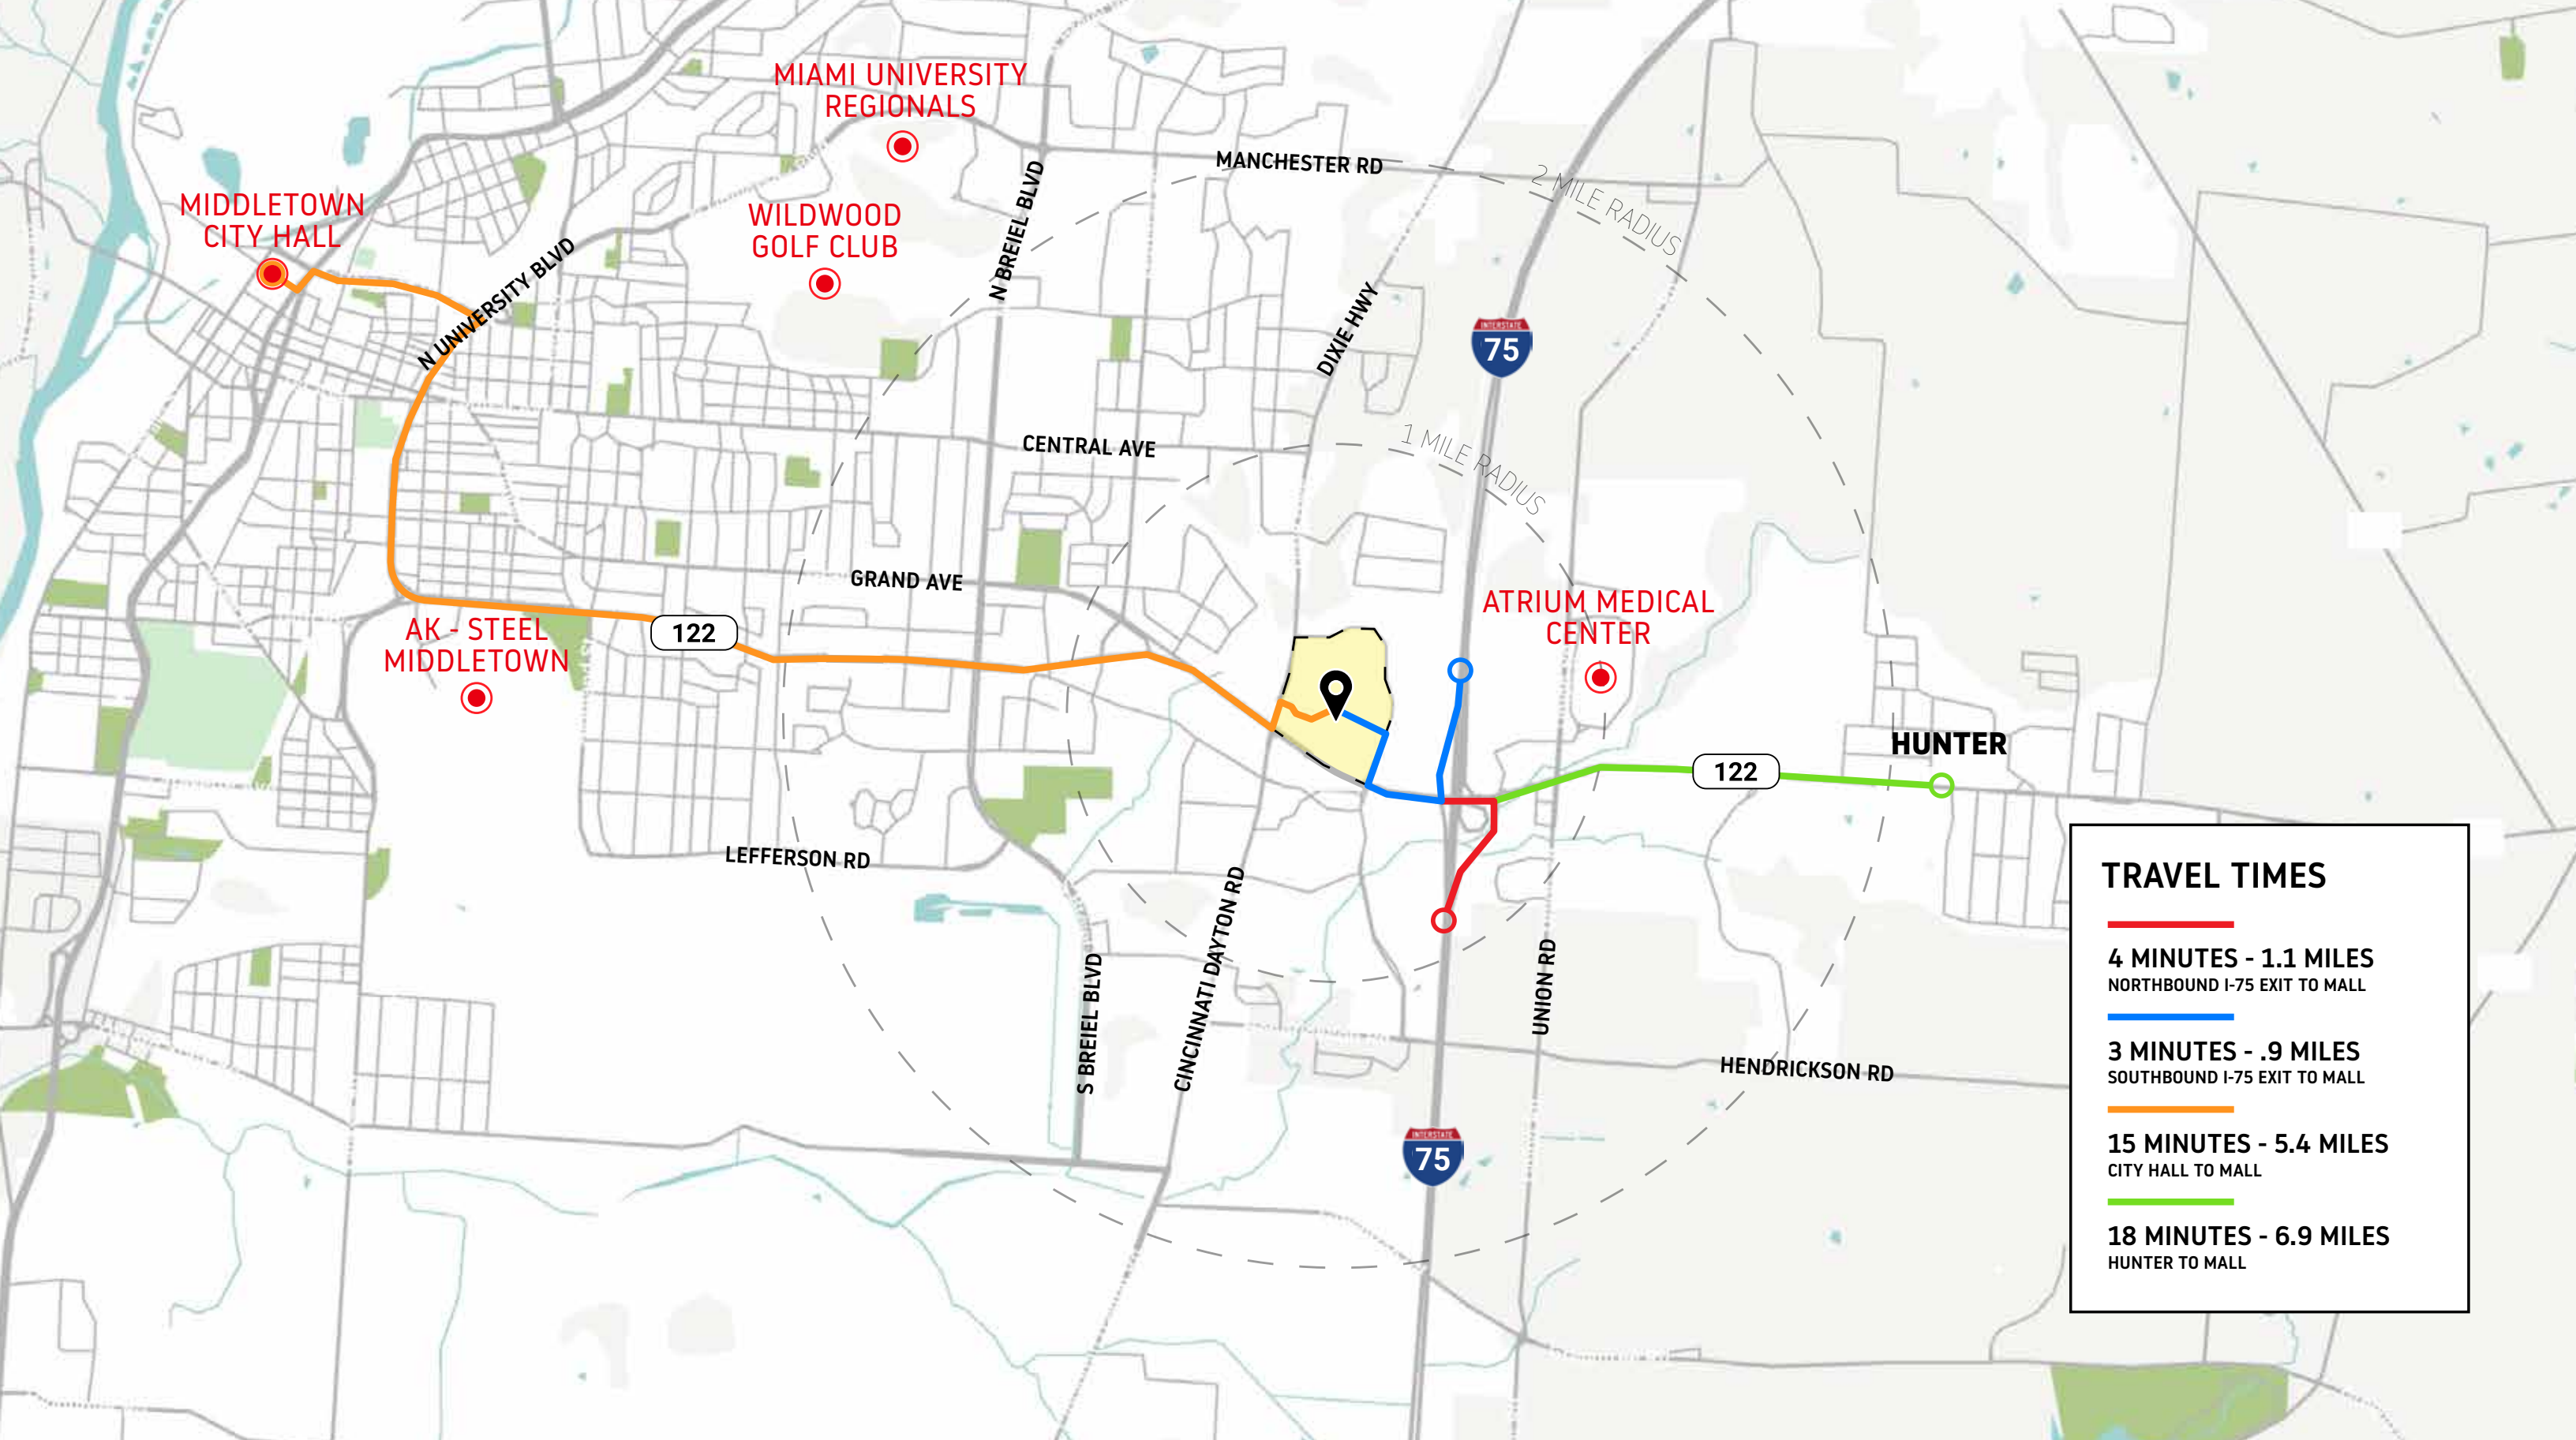 MIAMI UNIVERSITY
REGIONALS
MANCHESTER RD
2 MILE RADIUS
MIDDLETOWN
CITY HALL
WILDWOOD
GOLF CLUB
N BREIEL BLVD
N UNIVERSITY BLVD
DIXIE HWY
INTERSTATE
75
CENTRAL AVE
1 MILE RADIUS
GRAND AVE
ATRIUM MEDICAL
CENTER
AK - STEEL
MIDDLETOWN
122
HUNTER
122
LEFFERSON RD
CINCINNATI DAYTON RD
S BREIEL BLVD
UNION RD
HENDRICKSON RD
INTERSTATE
75
TRAVEL TIMES
4 MINUTES - 1.1 MILES
NORTHBOUND I-75 EXIT TO MALL
3 MINUTES - .9 MILES
SOUTHBOUND I-75 EXIT TO MALL
15 MINUTES - 5.4 MILES
CITY HALL TO MALL
18 MINUTES - 6.9 MILES
HUNTER TO MALL